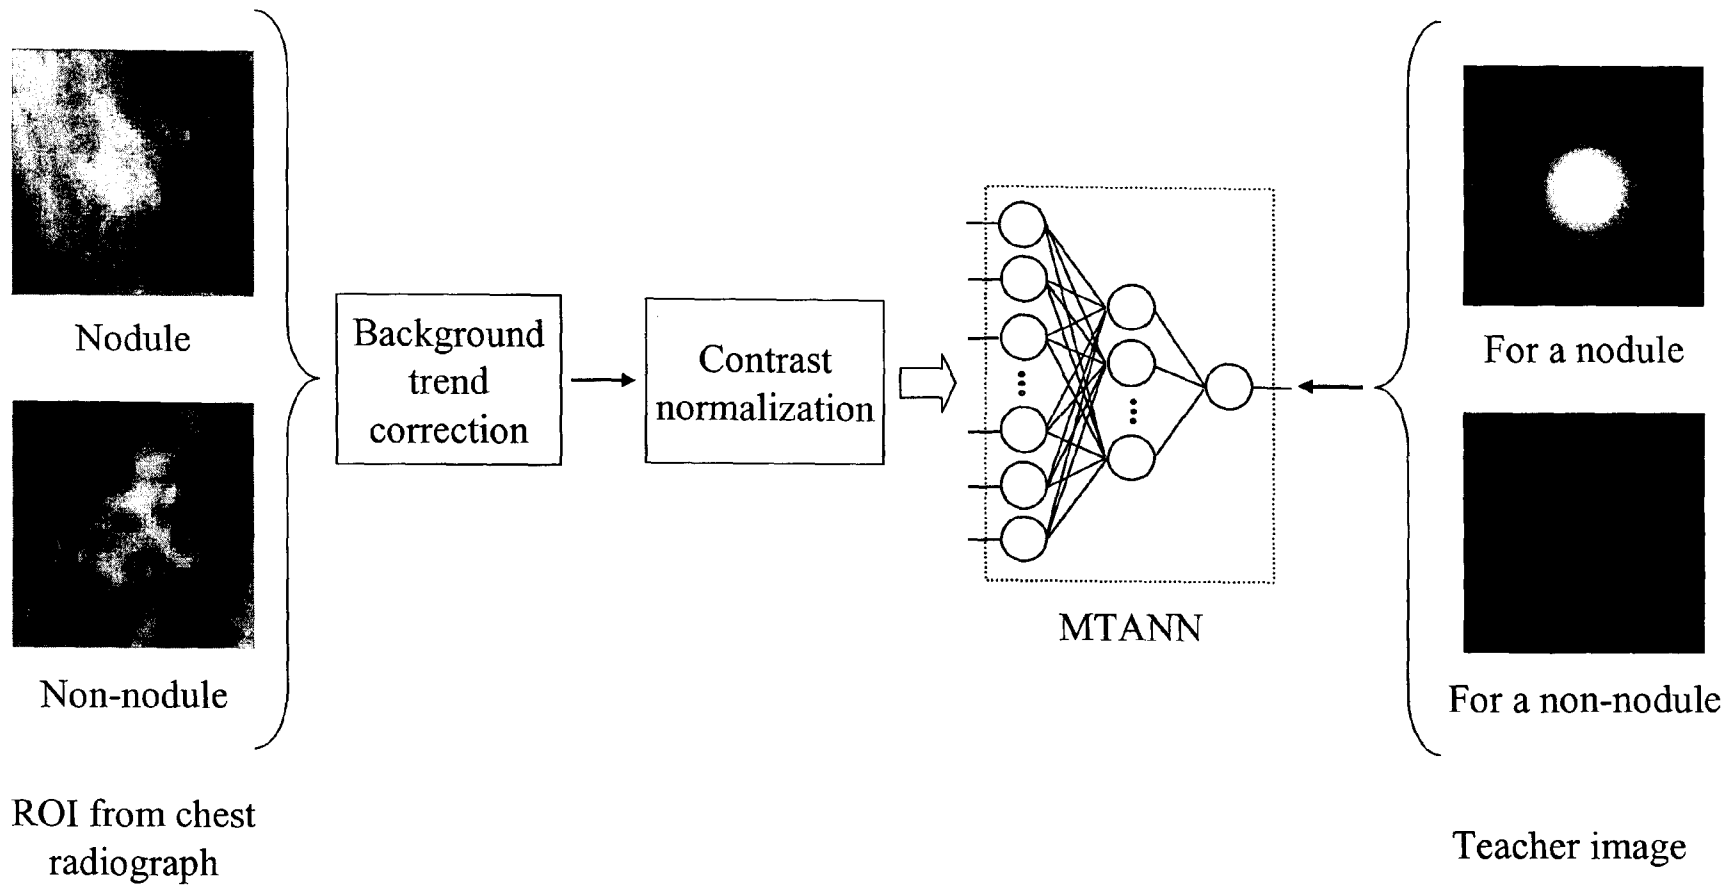 Nodule
Non-nodule
ROI from chest
radiograph
Background
trend
correction
Contrast
normalization
MTANN
For a nodule
For a non-nodule
Teacher image